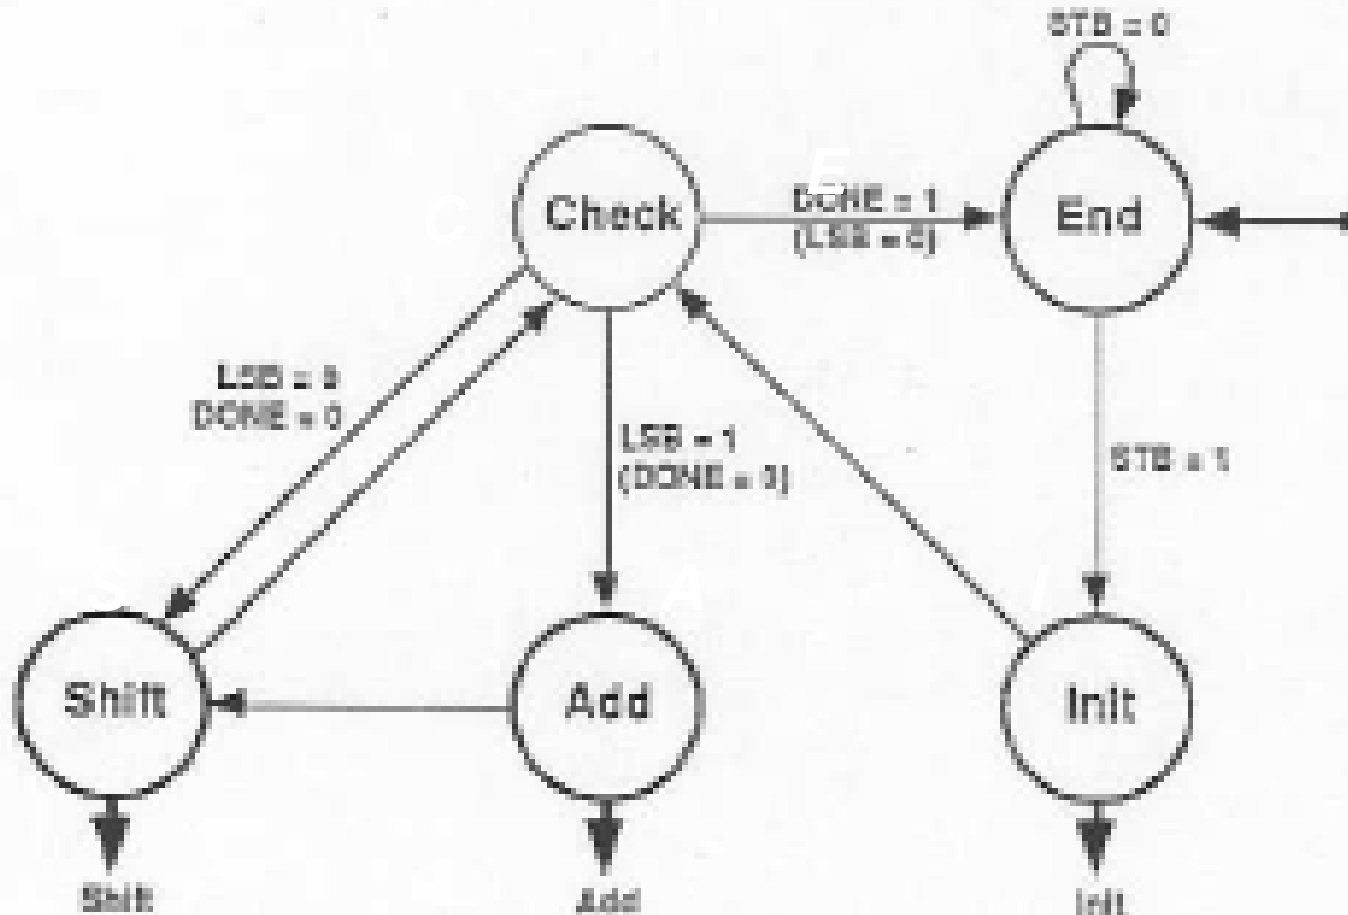 STB = 0
C
E
Check
DONE = 1
(LSB = 0)
End
LSB = 0
DONE = 0
LSB = 1
(DONE = 0)
STB = 1
S
A
I
Shift
Add
Init
Shift
Add
Init